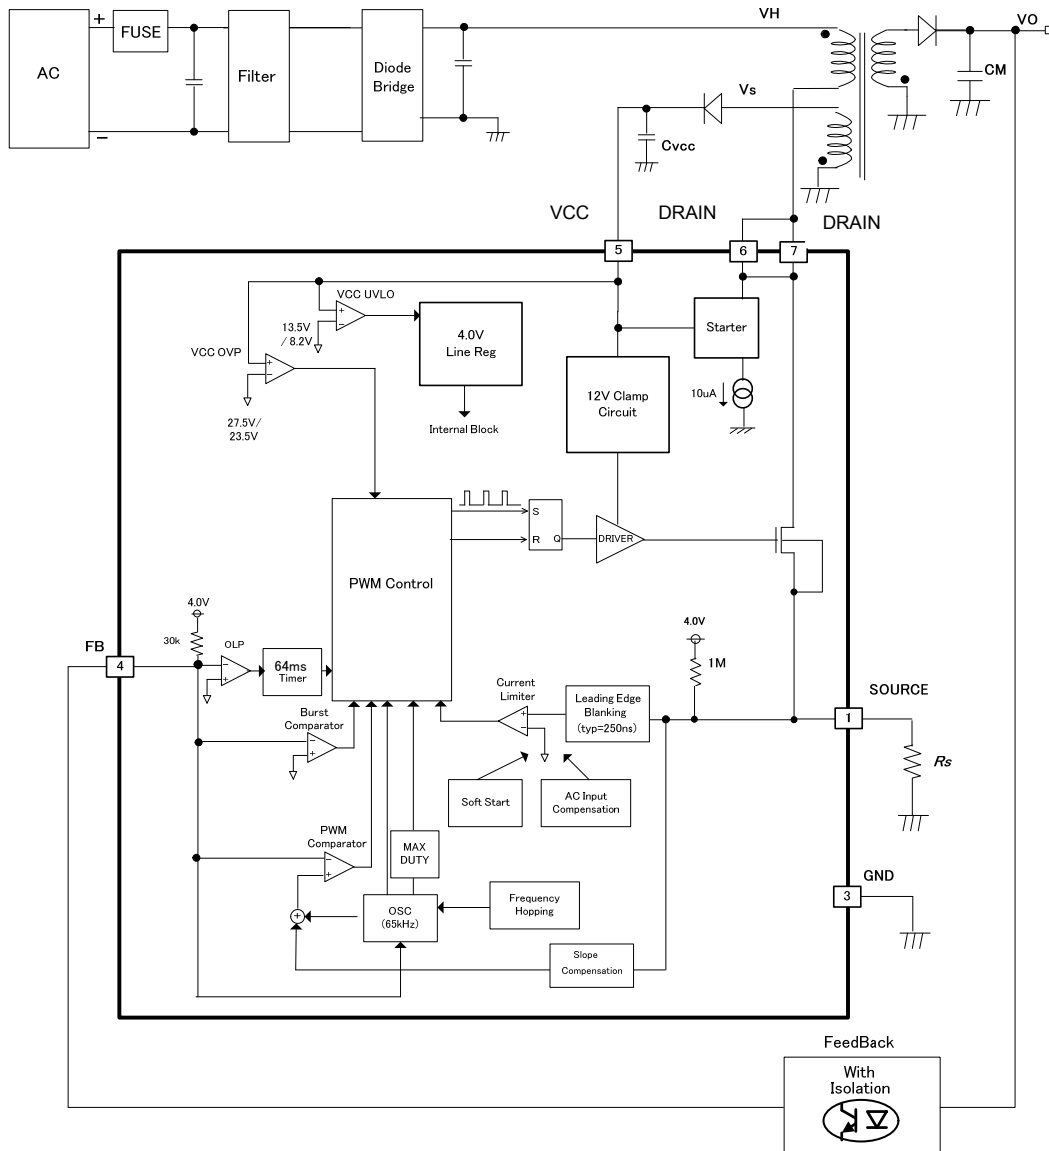 VH
VO
+
FUSE
AC
Filter
Diode
Bridge
CM
Vs
−
Cvcc
VCC
DRAIN
DRAIN
5
6
7
VCC UVLO
+
−
13.5V
/ 8.2V
4.0V
Line Reg
Starter
VCC OVP
+
−
12V Clamp
Circuit
10uA
27.5V/
23.5V
Internal Block
S
R
Q
DRIVER
PWM Control
4.0V
30k
OLP
FB
4
−
+
64ms
Timer
4.0V
1M
Current
Limiter
+
−
Leading Edge
Blanking
(typ=250ns)
SOURCE
1
Burst
Comparator
−
+
Rs
Soft Start
AC Input
Compensation
PWM
Comparator
−
+
MAX
DUTY
GND
3
+
OSC
(65kHz)
Frequency
Hopping
Slope
Compensation
FeedBack
With
Isolation